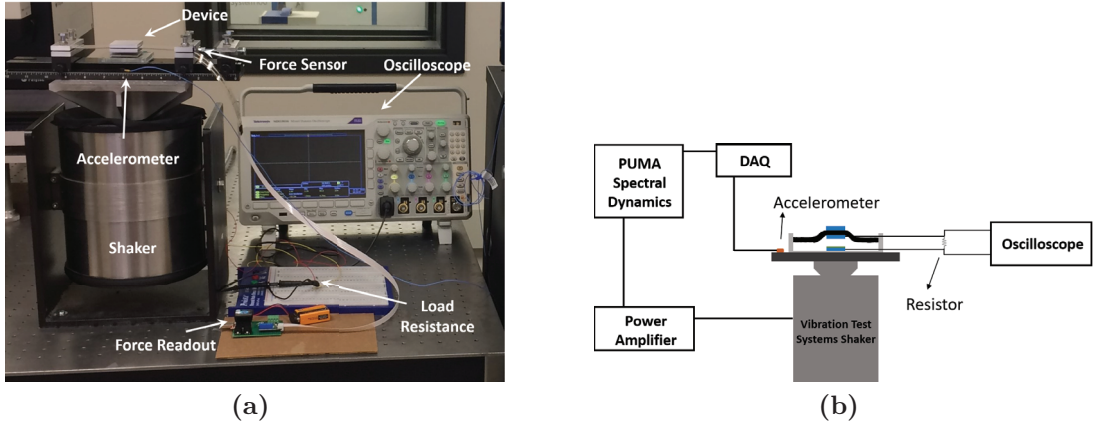 Device
Force Sensor
Oscilloscope
Accelerometer
Shaker
Load
Resistance
Force Readout
(a)
PUMA
Spectral
Dynamics
DAQ
Accelerometer
Oscilloscope
Resistor
Power
Amplifier
Vibration Test
Systems Shaker
(b)